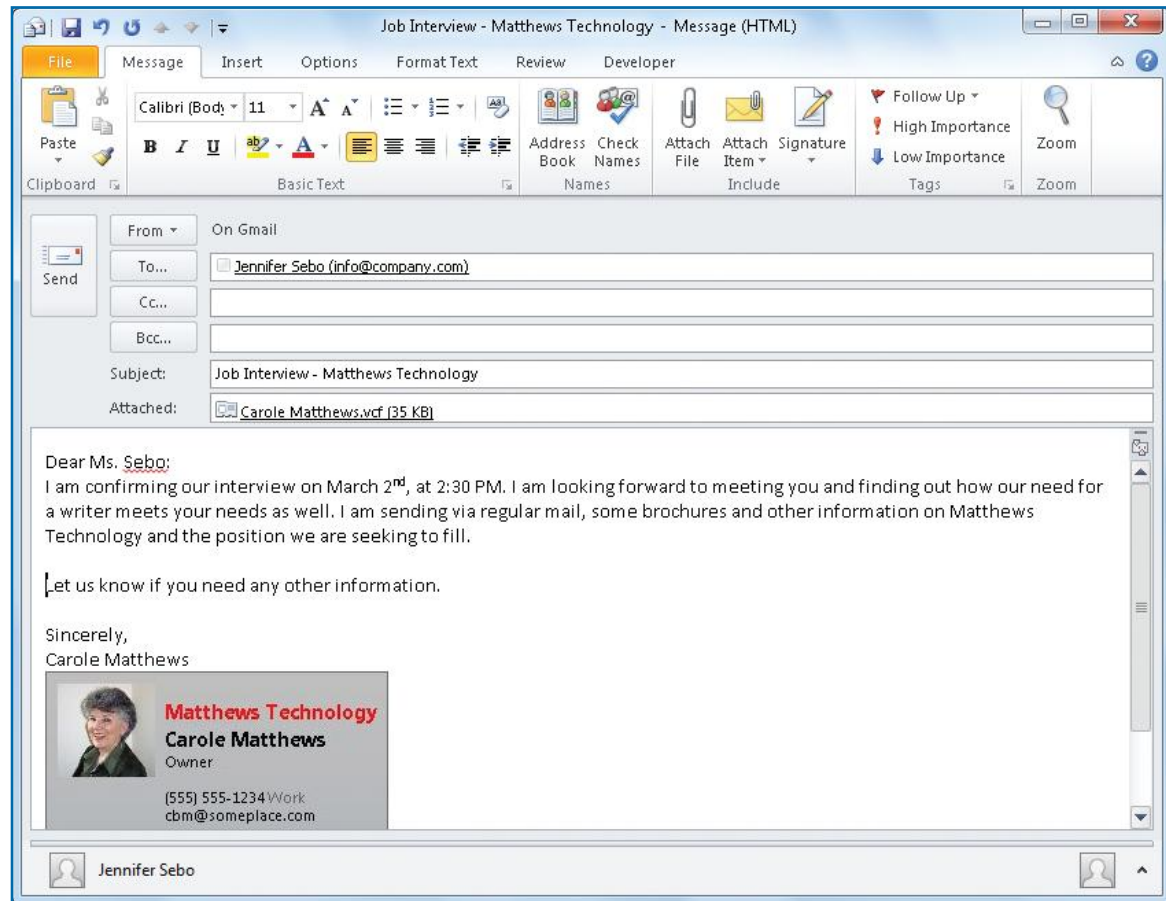 Job Interview - Matthews Technology - Message (HTML)
File Message Insert Options Format Text Review Developer
Calibri (Body 11
Paste
B I U
Address Book
Check Names
Attach File
Attach Item
Signature
Follow Up
High Importance
Low Importance
Zoom
Clipboard Basic Text Names Include Tags Zoom
Send
From On Gmail
To... Jennifer Sebo (info@company.com)
Cc...
Bcc...
Subject: Job Interview - Matthews Technology
Attached: Carole Matthews.vcf (35 KB)
Dear Ms. Sebo:
I am confirming our interview on March 2nd, at 2:30 PM. I am looking forward to meeting you and finding out how our need for
a writer meets your needs as well. I am sending via regular mail, some brochures and other information on Matthews
Technology and the position we are seeking to fill.
Let us know if you need any other information.
Sincerely,
Carole Matthews
Matthews Technology
Carole Matthews
Owner
(555) 555-1234 Work
cbm@someplace.com
Jennifer Sebo